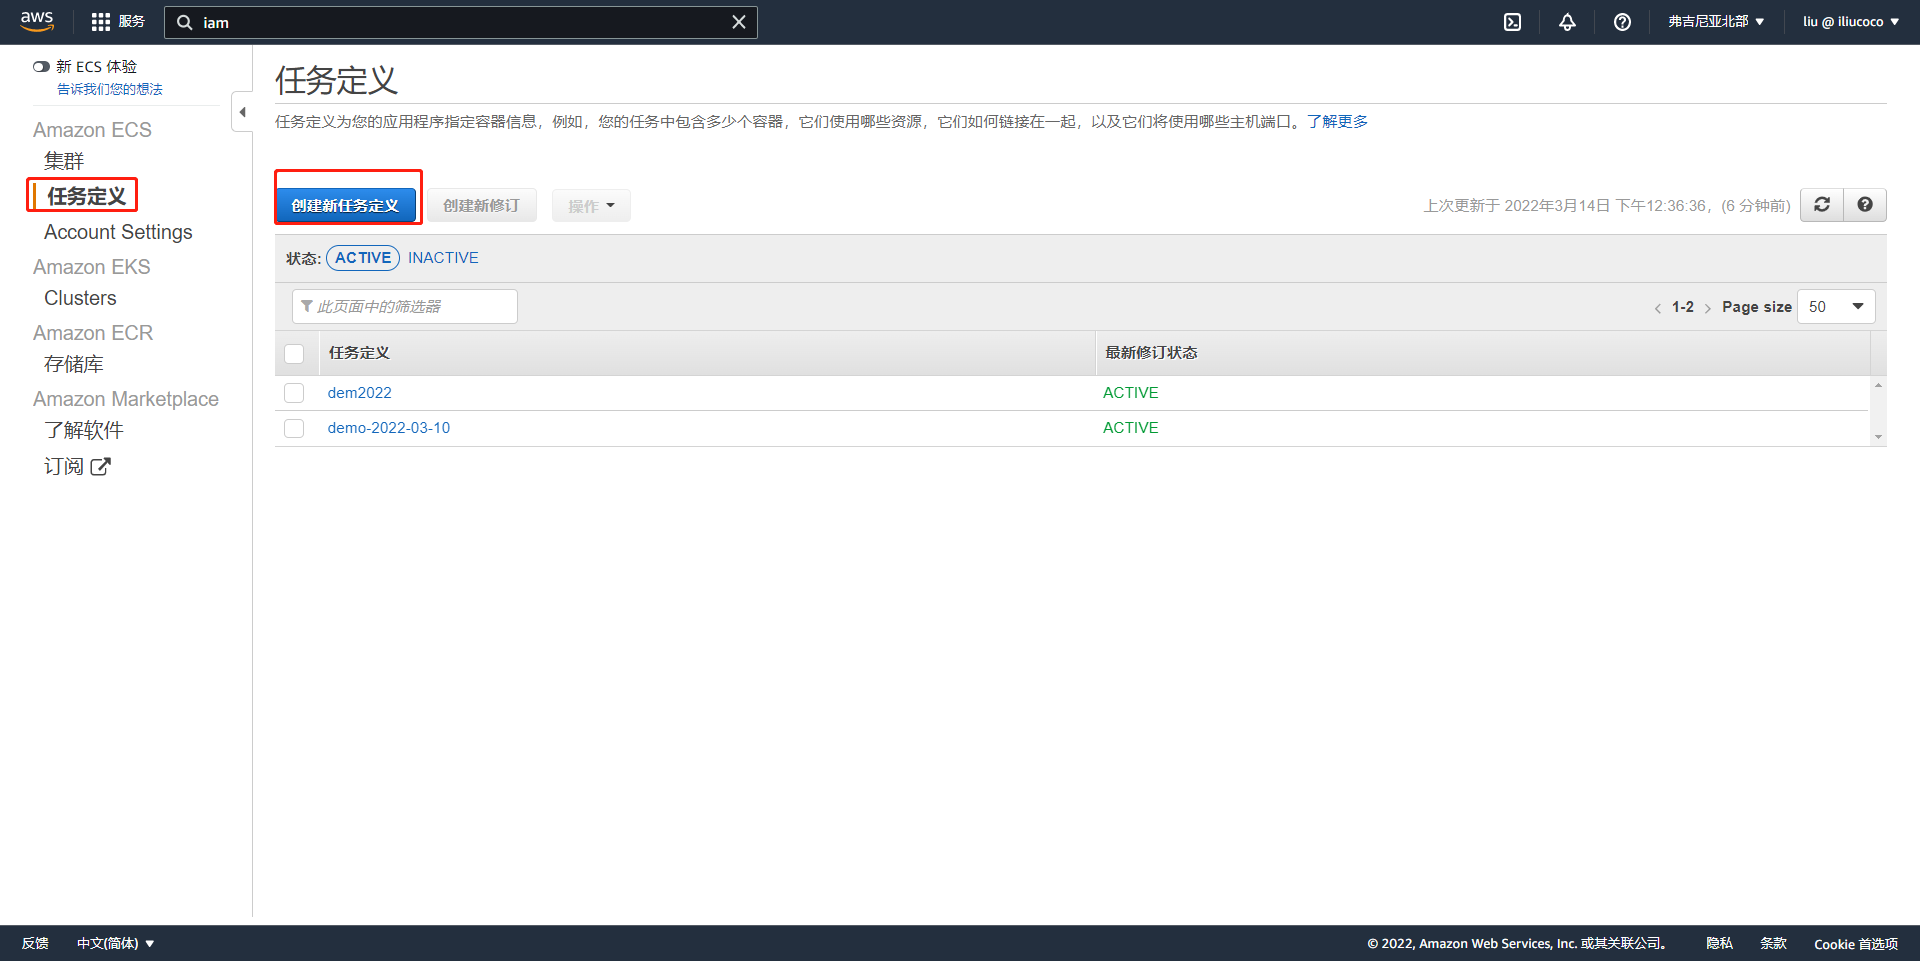 aws 服务 iam 弗吉尼亚北部 liu @ iliucoco
新 ECS 体验
告诉我们您的想法
Amazon ECS
集群
任务定义
Account Settings
Amazon EKS
Clusters
Amazon ECR
存储库
Amazon Marketplace
了解软件
订阅
任务定义
任务定义为您的应用程序指定容器信息，例如，您的任务中包含多少个容器，它们使用哪些资源，它们如何链接在一起，以及它们将使用哪些主机端口。了解更多
创建新任务定义 创建新修订 操作 上次更新于 2022年3月14日 下午12:36:36，(6 分钟前)
状态: ACTIVE INACTIVE
此页面中的筛选器 1-2 Page size 50
任务定义 最新修订状态
dem2022 ACTIVE
demo-2022-03-10 ACTIVE
反馈 中文(简体) © 2022, Amazon Web Services, Inc. 或其关联公司。 隐私 条款 Cookie 首选项